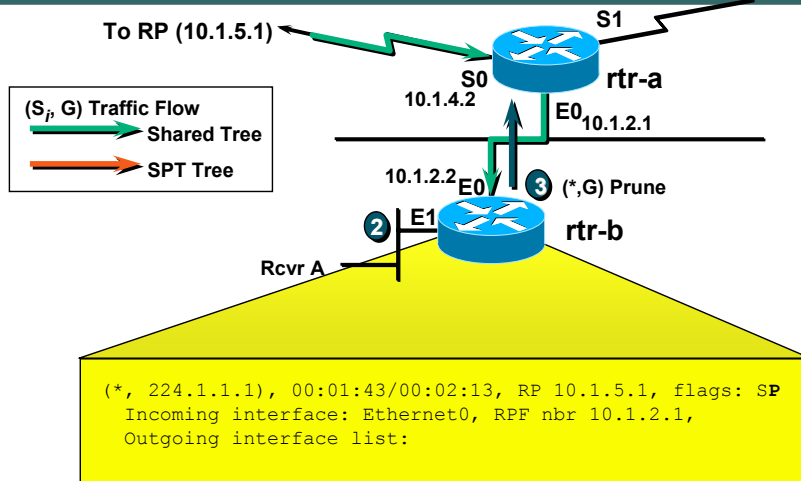 S1
To RP (10.1.5.1)
S0
rtr-a
10.1.4.2
(Si, G) Traffic Flow
Shared Tree
SPT Tree
E0
10.1.2.1
10.1.2.2
E0
3 (*,G) Prune
2
E1
rtr-b
Rcvr A
(*, 224.1.1.1), 00:01:43/00:02:13, RP 10.1.5.1, flags: SP
Incoming interface: Ethernet0, RPF nbr 10.1.2.1,
Outgoing interface list: